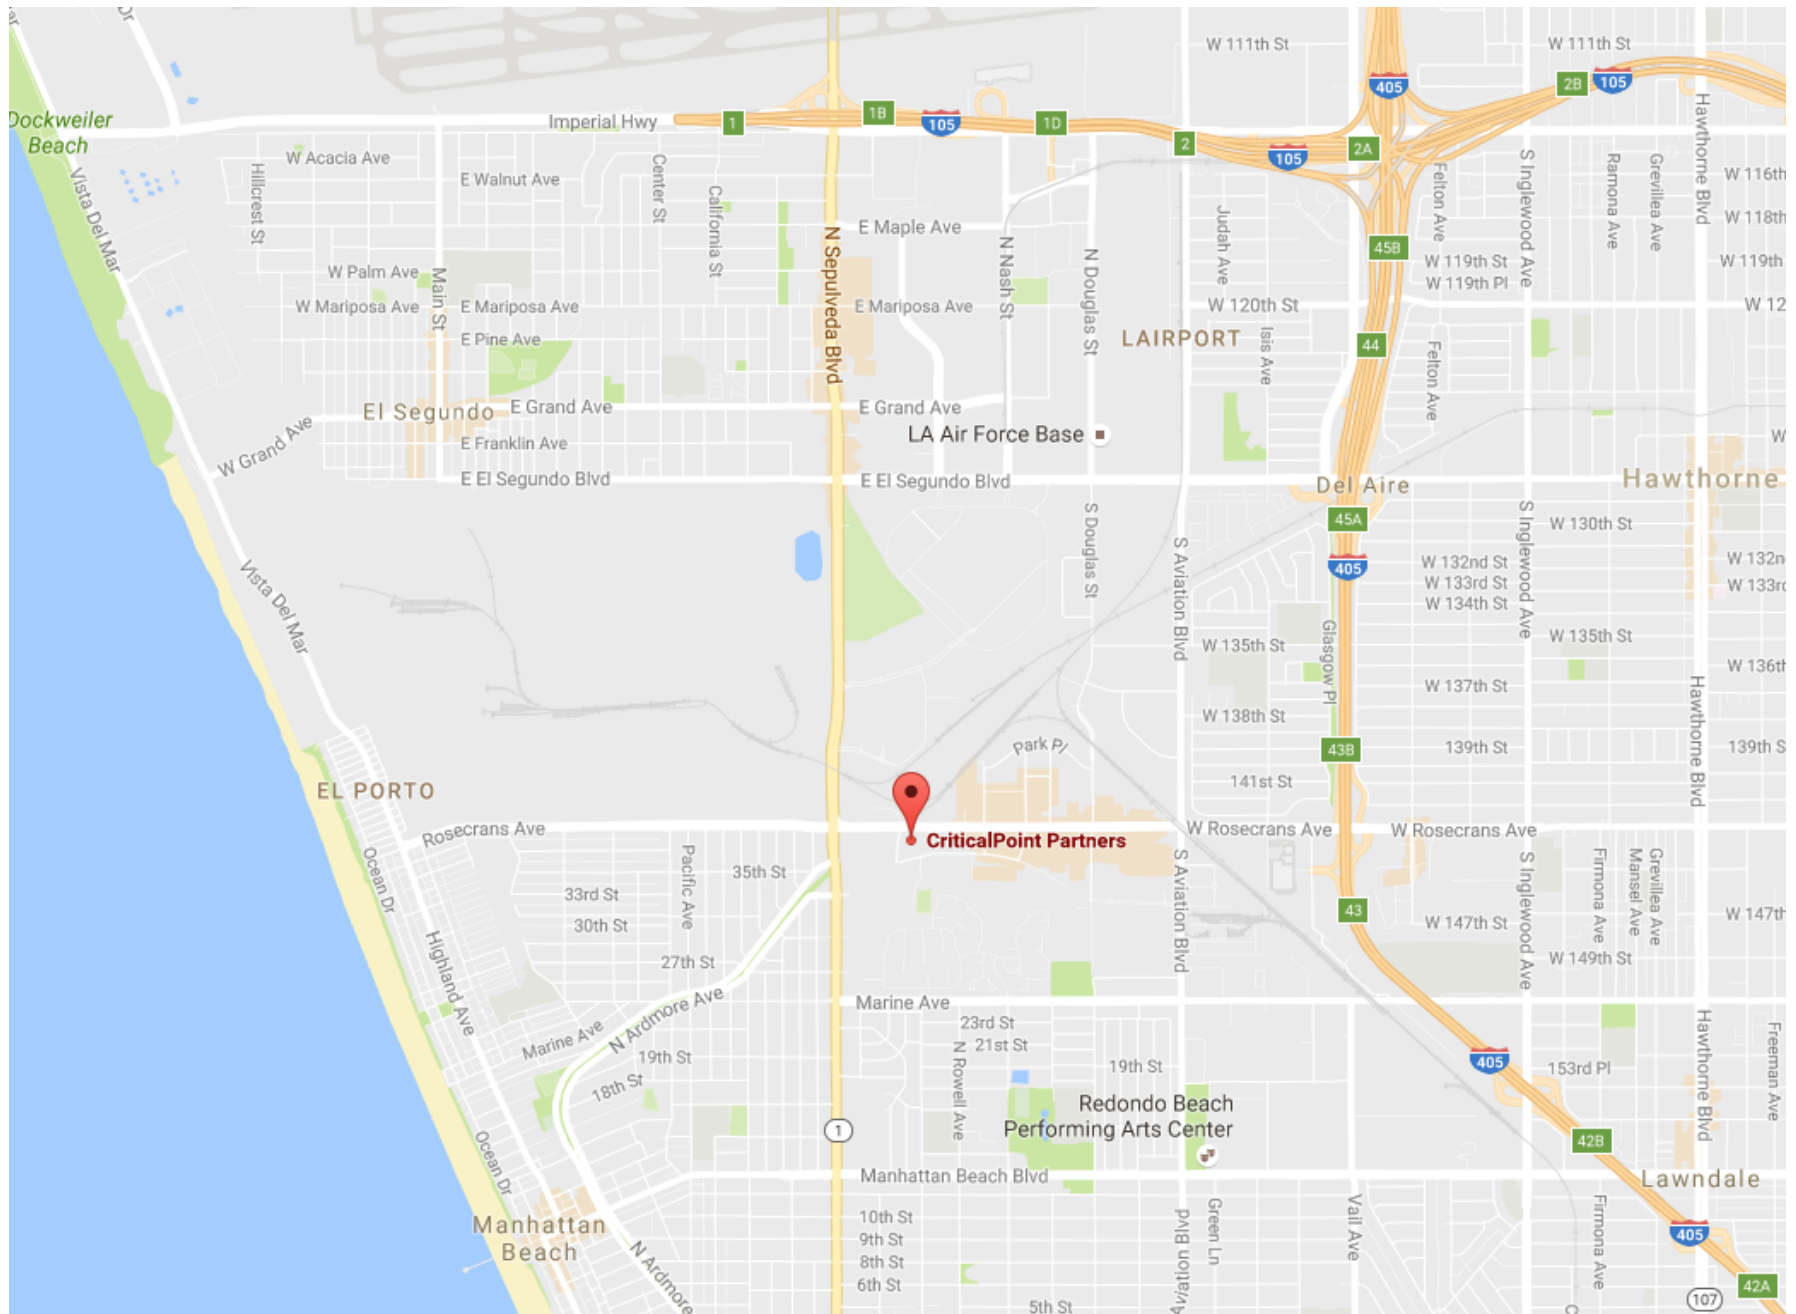 Dr
W 111th St
W 111th St
405
2B
105
Dockweiler
Beach
Imperial Hwy
1
1B
105
1D
2
105
2A
Hawthorne Blvd
W Acacia Ave
E Walnut Ave
Hillcrest St
Center St
California St
Vista Del Mar
Felton Ave
S Inglewood Ave
Ramona Ave
Grevillea Ave
W 116th
W 118th
E Maple Ave
Judah Ave
45B
W Palm Ave
Main St
N Sepulveda Blvd
N Nash St
N Douglas St
W 119th St
W 119th Pl
W 119th
W Mariposa Ave
E Mariposa Ave
E Mariposa Ave
W 120th St
W 12
E Pine Ave
LAIRPORT
Isis Ave
44
Felton Ave
El Segundo
E Grand Ave
E Grand Ave
W Grand Ave
E Franklin Ave
LA Air Force Base
W
E El Segundo Blvd
E El Segundo Blvd
Del Aire
Hawthorne
45A
S Douglas St
S Aviation Blvd
S Inglewood Ave
W 130th St
405
W 132nd St
W 133rd St
W 134th St
W 132n
W 133rd
Vista Del Mar
Glasgow Pl
W 135th St
W 135th St
W 136th
W 137th St
W 138th St
Hawthorne Blvd
Park Pl
43B
139th St
139th S
141st St
EL PORTO
Rosecrans Ave
W Rosecrans Ave
W Rosecrans Ave
CriticalPoint Partners
Ocean Dr
Pacific Ave
35th St
33rd St
30th St
S Aviation Blvd
43
S Inglewood Ave
Firmona Ave
Mansel Ave
Grevillea Ave
W 147th St
W 147th
27th St
W 149th St
Highland Ave
N Ardmore Ave
Marine Ave
Marine Ave
23rd St
21st St
19th St
N Rowell Ave
19th St
18th St
405
153rd Pl
Hawthorne Blvd
Freeman Ave
Redondo Beach
Performing Arts Center
1
42B
Ocean Dr
Manhattan Beach Blvd
Lawndale
Manhattan
Beach
N Ardmore
10th St
9th St
8th St
6th St
5th St
Aviation Blvd
Green Ln
Vail Ave
Firmona Ave
405
42A
107